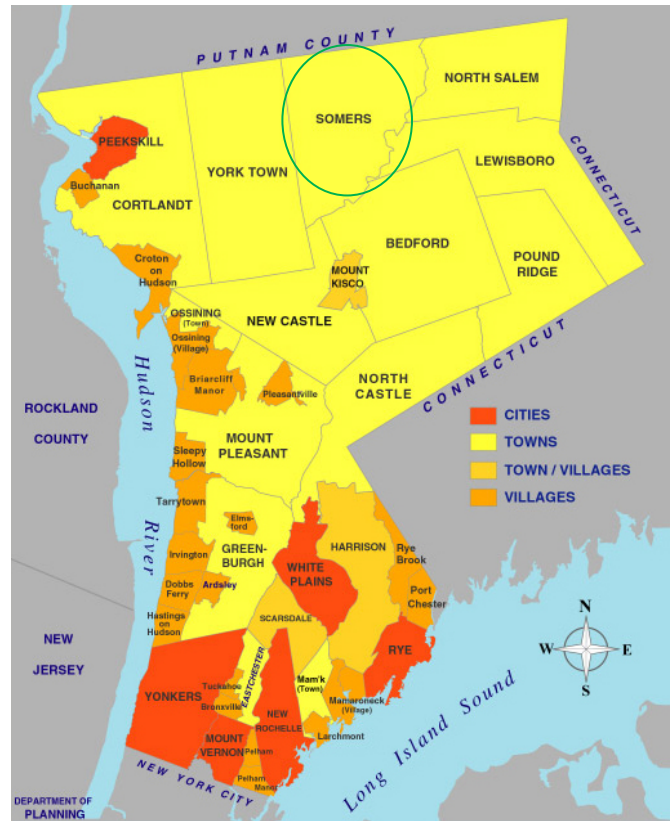 PUTNAM COUNTY
NORTH SALEM
SOMERS
PEEKSKILL
LEWISBORO
CONNECTICUT
YORK TOWN
Buchanan
CORTLANDT
BEDFORD
POUND
RIDGE
Croton
on
Hudson
MOUNT
KISCO
OSSINING
(Town)
NEW CASTLE
Ossining
(Village)
CONNECTICUT
Hudson
River
Briarcliff
Manor
Pleasantville
NORTH
CASTLE
ROCKLAND
COUNTY
CITIES
TOWNS
TOWN / VILLAGES
VILLAGES
MOUNT
PLEASANT
Sleepy
Hollow
Tarrytown
Elms-
ford
GREEN-
BURGH
HARRISON
Rye
Brook
Irvington
WHITE
PLAINS
Dobbs
Ferry
Ardsley
Port
Chester
Hastings
on
Hudson
SCARSDALE
NEW
JERSEY
N
W
E
S
RYE
EASTCHESTER
Mam'k
(Town)
YONKERS
Tuckahoe
Bronxville
Mamaroneck
(Village)
NEW
ROCHELLE
Larchmont
MOUNT
VERNON
Pelham
Pelham
Manor
NEW YORK CITY
Long Island Sound
DEPARTMENT OF
PLANNING